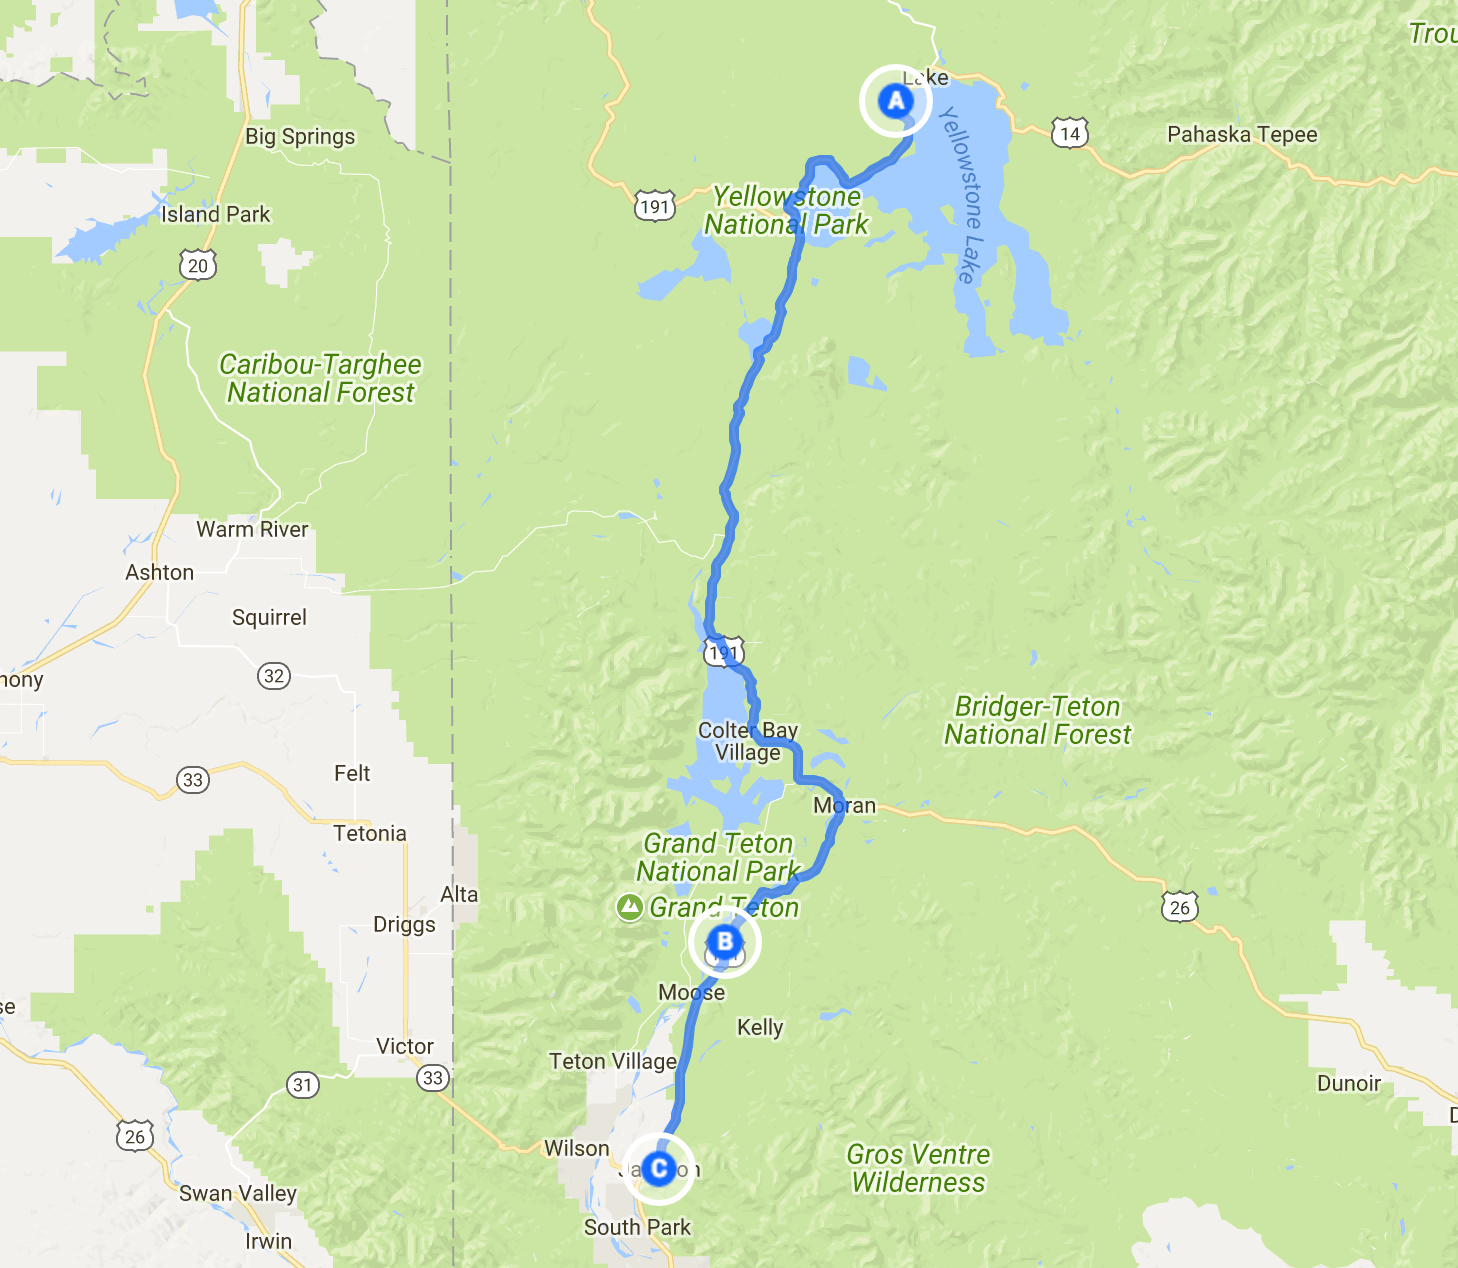 Trou
Lake
A
14
Pahaska Tepee
Big Springs
Yellowstone
National Park
191
Yellowstone Lake
Island Park
20
Caribou-Targhee
National Forest
Warm River
Ashton
Squirrel
191
32
nony
Bridger-Teton
National Forest
Colter Bay
Village
33
Felt
Moran
Tetonia
Grand Teton
National Park
Alta
Grand Teton
26
Driggs
B
Moose
se
Kelly
Victor
Teton Village
33
31
Dunoir
D
26
Wilson
Gros Ventre
Wilderness
C
Swan Valley
South Park
Irwin